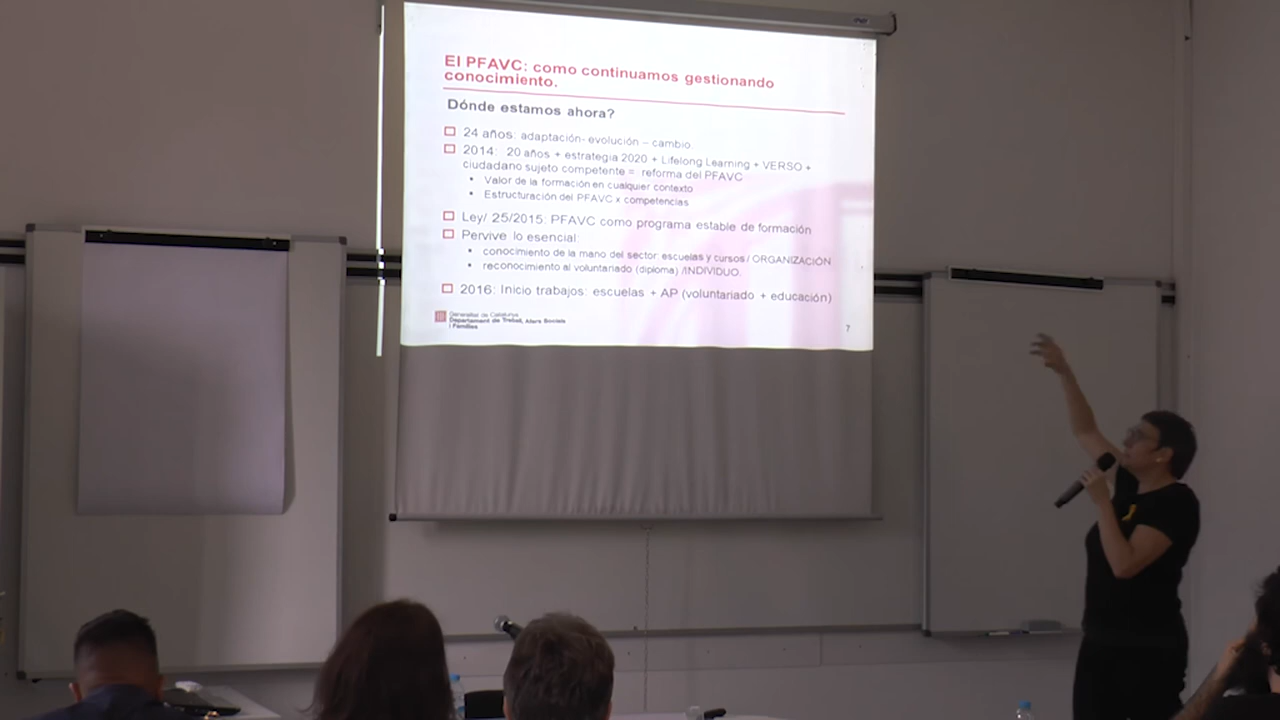 El PFAVC: como continuamos gestionando
conocimiento.
Dónde estamos ahora?
24 años: adaptación- evolución – cambio.
2014: 20 años + estrategia 2020 + Lifelong Learning + VERSO +
ciudadano sujeto competente = reforma del PFAVC
• Valor de la formación en cualquier contexto
• Estructuración del PFAVC x competencias
Ley/ 25/2015: PFAVC como programa estable de formación
Pervive lo esencial:
• conocimiento de la mano del sector: escuelas y cursos / ORGANIZACIÓN
• reconocimiento al voluntariado (diploma) /INDIVIDUO.
2016: Inicio trabajos: escuelas + AP (voluntariado + educación)
Generalitat de Catalunya
Departament de Treball, Afers Socials
i Famílies
7